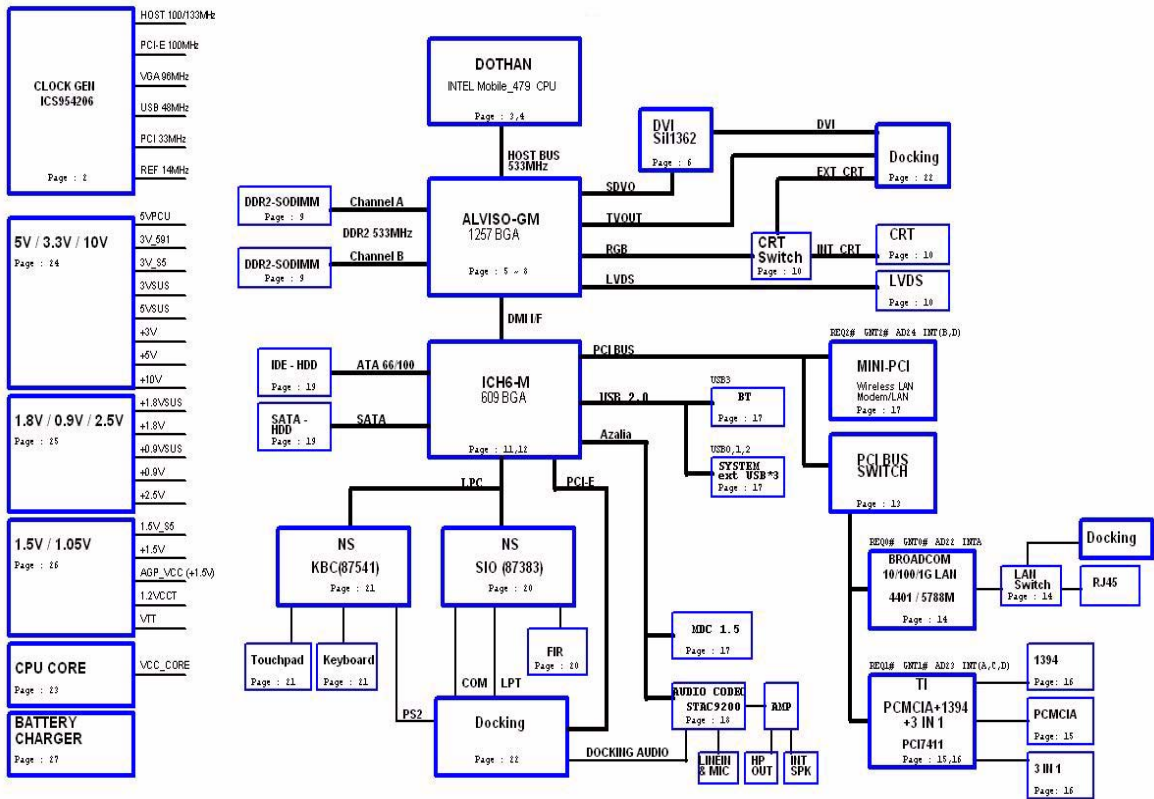 HOST 100/133MHz
PCI-E 100MHz
VGA 96MHz
USB 48MHz
PCI 33MHz
REF 14MHz
CLOCK GEN
ICS954206
Page : 2
5V / 3.3V / 10V
Page : 24
5VPCU
3V_591
3V_S5
3VSUS
5VSUS
+3V
+5V
+10V
1.8V / 0.9V / 2.5V
Page : 25
+1.8VSUS
+1.8V
+0.9VSUS
+0.9V
+2.5V
1.5V / 1.05V
Page : 26
1.5V_S5
+1.5V
AGP_VCC (+1.5V)
1.2VCCT
VTT
CPU CORE
Page : 23
VCC_CORE
BATTERY
CHARGER
Page : 27
DOTHAN
INTEL Mobile_479 CPU
Page : 3,4
HOST BUS
533MHz
DDR2-SODIMM
Page : 9
Channel A
DDR2 533MHz
DDR2-SODIMM
Page : 9
Channel B
ALVISO-GM
1257 BGA
Page : 5 ~ 8
SDVO
TVOUT
RGB
LVDS
DVI
SiI1362
Page : 6
DVI
EXT_CRT
Docking
Page : 22
CRT
Switch
Page : 10
INT_CRT
CRT
Page : 10
LVDS
Page : 10
DMI I/F
IDE - HDD
Page : 19
ATA 66/100
SATA -
HDD
Page : 19
SATA
ICH6-M
609 BGA
Page : 11,12
PCI BUS
USB 2.0
Azalia
LPC
PCI-E
USB3
BT
Page : 17
USB0,1,2
SYSTEM
ext USB*3
Page : 17
REQ2# GNT2# AD24 INT(B,D)
MINI-PCI
Wireless LAN
Modem/LAN
Page : 17
PCI BUS
SWITCH
Page : 13
REQ0# GNT0# AD22 INTA
BROADCOM
10/100/1G LAN
4401 / 5788M
Page : 14
LAN
Switch
Page : 14
Docking
RJ45
REQ1# GNT1# AD23 INT(A,C,D)
TI
PCMCIA+1394
+3 IN 1
PCI7411
Page : 15,16
1394
Page : 16
PCMCIA
Page : 15
3 IN 1
Page : 16
NS
KBC(87541)
Page : 21
NS
SIO (87383)
Page : 20
Touchpad
Page : 21
Keyboard
Page : 21
FIR
Page : 20
PS2
COM
LPT
Docking
Page : 22
DOCKING AUDIO
MDC 1.5
Page : 17
AUDIO CODEC
STAC9200
Page : 18
AMP
LINEIN
& MIC
HP
OUT
INT
SPK